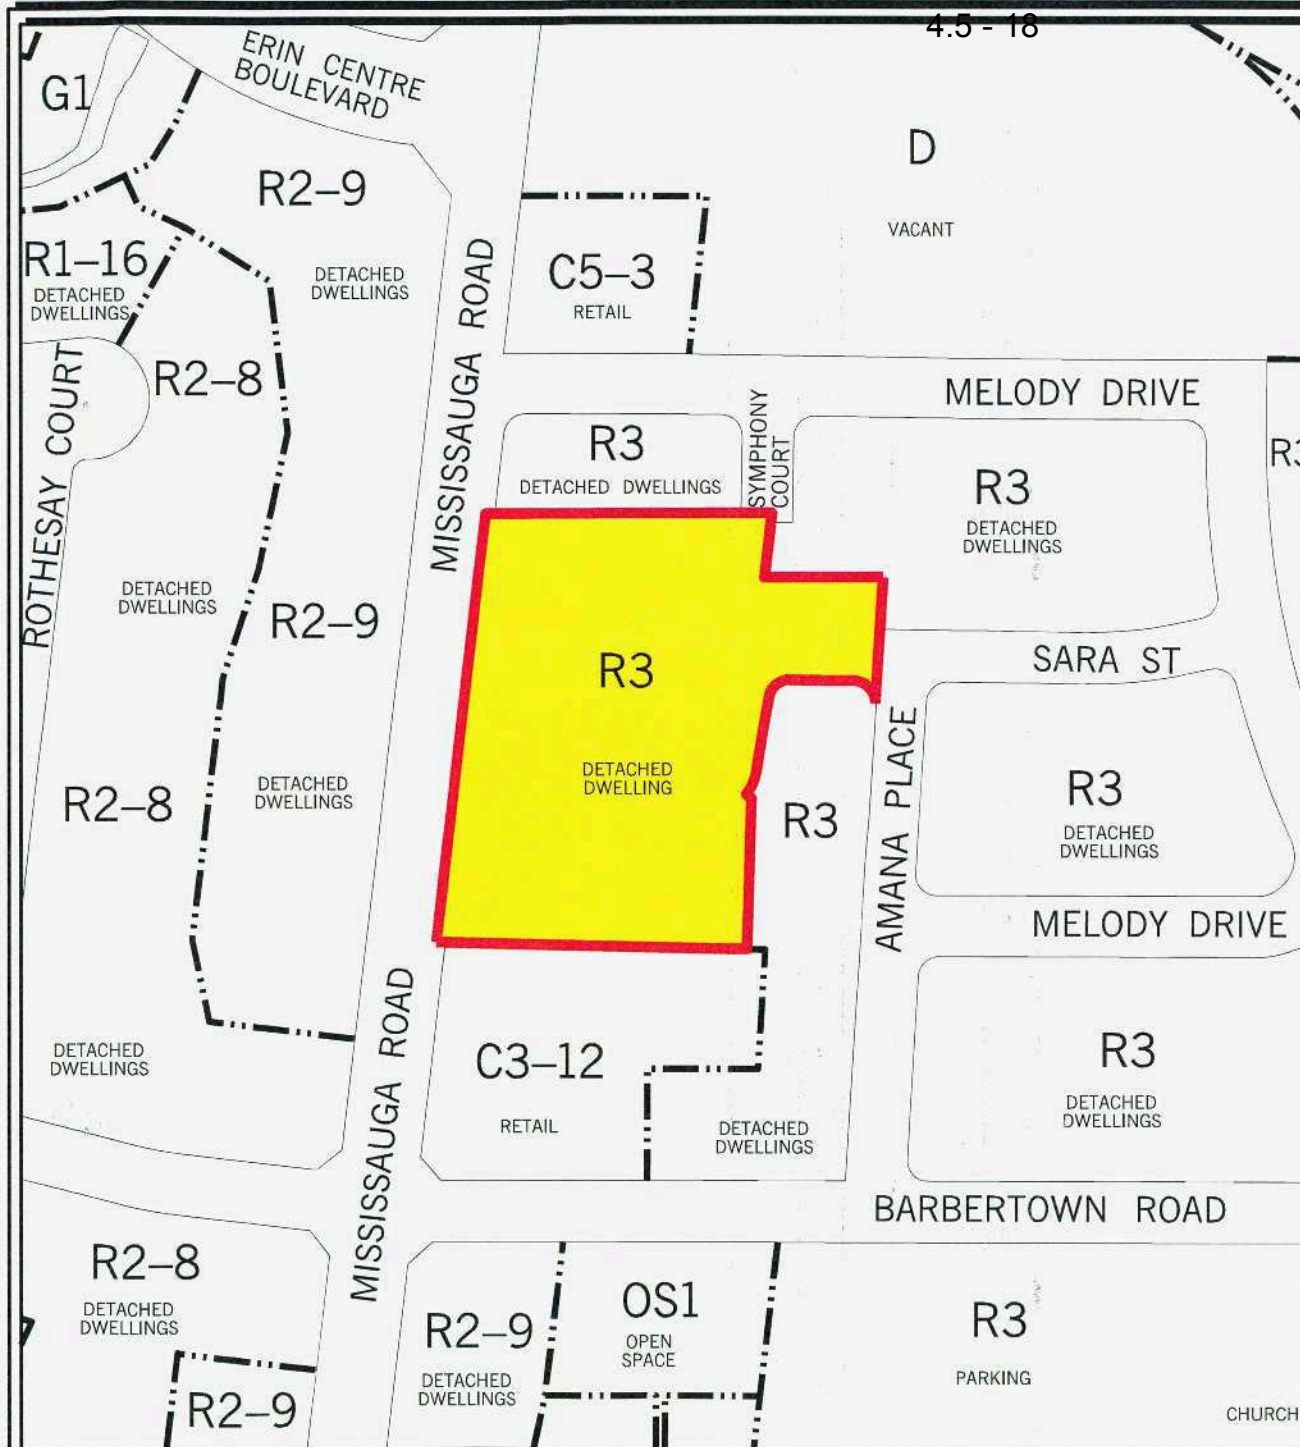 4.5 - 18
ERIN CENTRE
BOULEVARD
G1
D
VACANT
R2–9
DETACHED
DWELLINGS
R1–16
DETACHED
DWELLINGS
C5–3
RETAIL
MISSISSAUGA ROAD
ROTHESAY COURT
R2–8
MELODY DRIVE
SYMPHONY
COURT
R3
DETACHED DWELLINGS
R3
DETACHED
DWELLINGS
R3
DETACHED
DWELLINGS
R2–9
R3
SARA ST
DETACHED
DWELLING
DETACHED
DWELLINGS
R2–8
R3
AMANA PLACE
R3
DETACHED
DWELLINGS
MELODY DRIVE
MISSISSAUGA ROAD
DETACHED
DWELLINGS
C3–12
RETAIL
DETACHED
DWELLINGS
R3
DETACHED
DWELLINGS
BARBERTOWN ROAD
R2–8
DETACHED
DWELLINGS
R2–9
R2–9
DETACHED
DWELLINGS
OS1
OPEN
SPACE
R3
PARKING
CHURCH